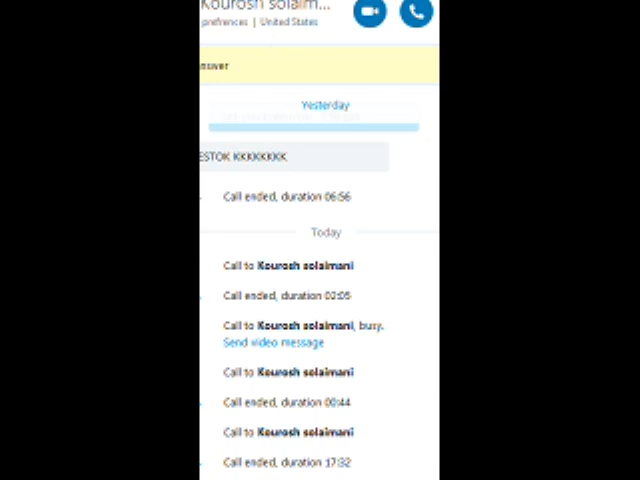 Kourosh solaim...
prefrences | United States
nswer
Yesterday
ESTOK KKKKKKKK
Call ended, duration 06:56
Today
Call to Kourosh solaimani
Call ended, duration 02:05
Call to Kourosh solaimani, busy.
Send video message
Call to Kourosh solaimani
Call ended, duration 00:44
Call to Kourosh solaimani
Call ended, duration 17:32